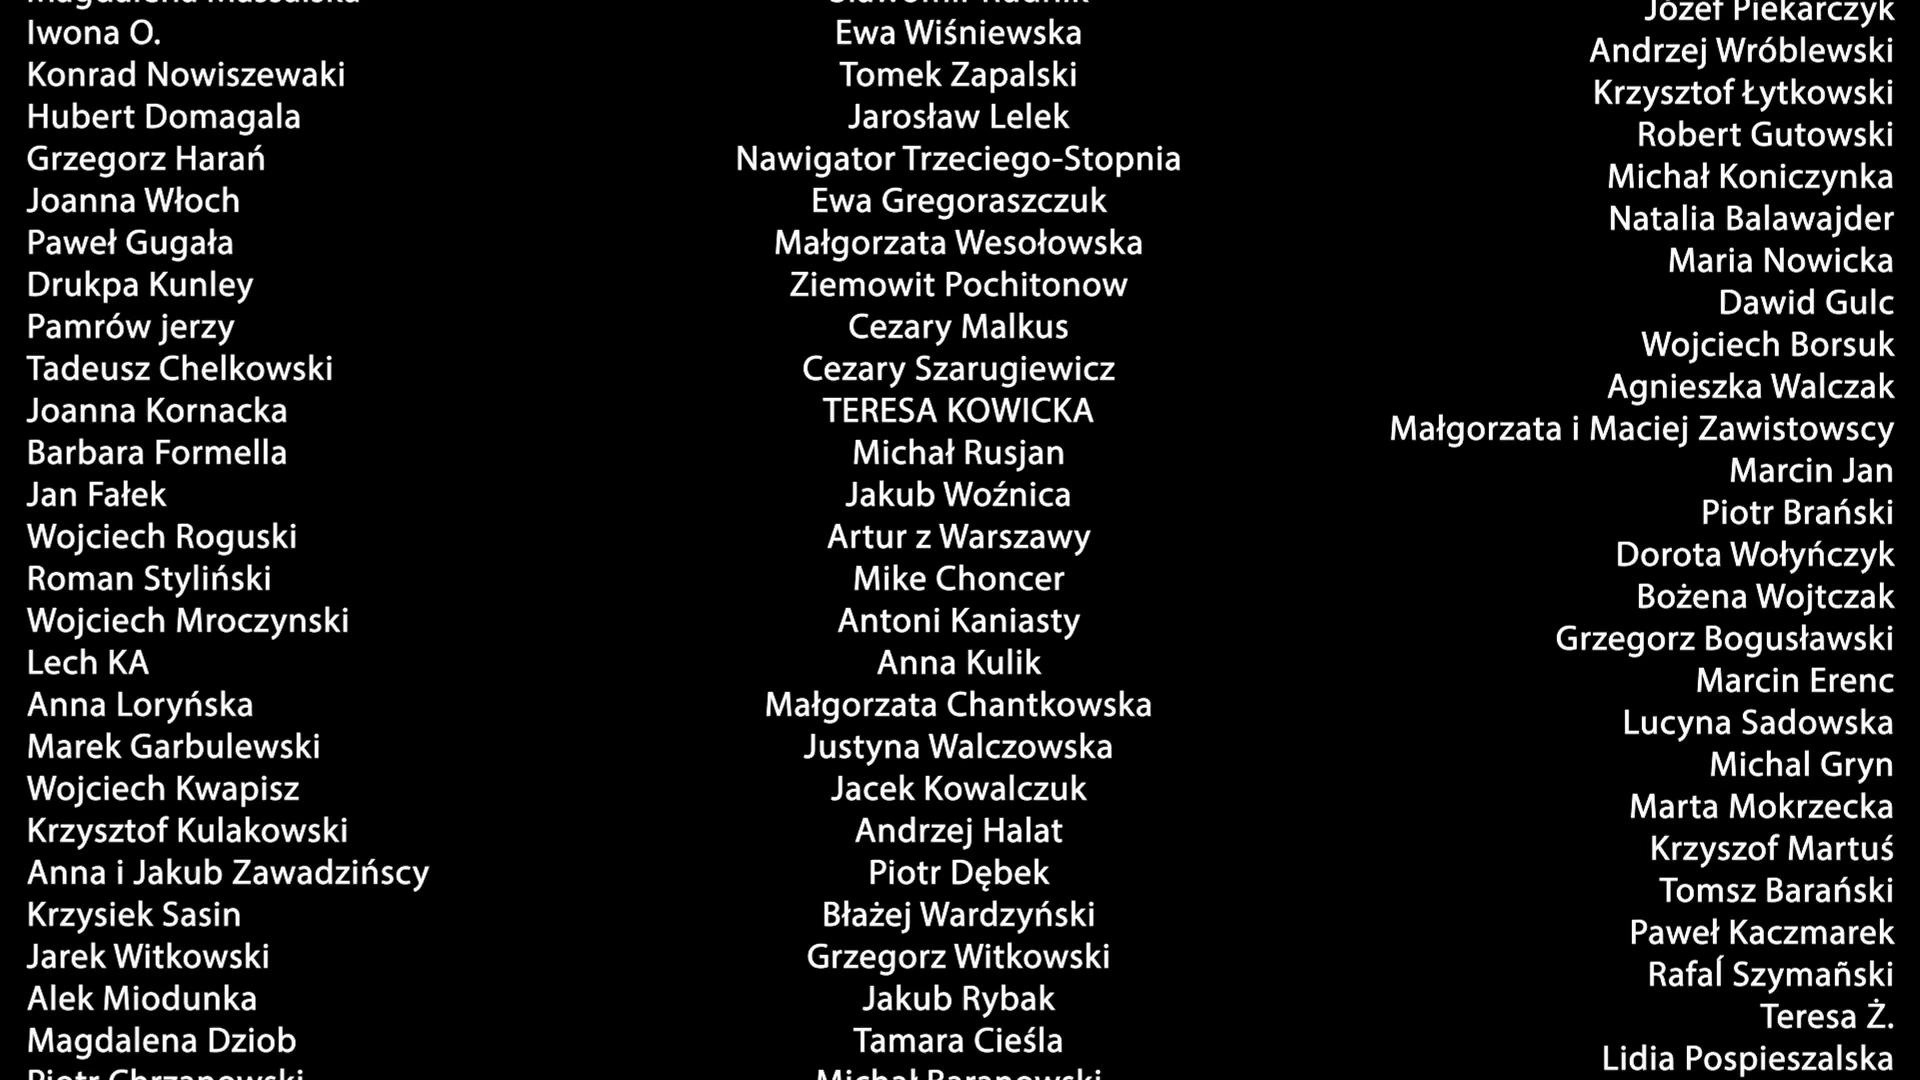 Iwona O.
Konrad Nowiszewaki
Hubert Domagala
Grzegorz Harań
Joanna Włoch
Paweł Gugała
Drukpa Kunley
Pamrów jerzy
Tadeusz Chelkowski
Joanna Kornacka
Barbara Formella
Jan Fałek
Wojciech Roguski
Roman Styliński
Wojciech Mroczynski
Lech KA
Anna Loryńska
Marek Garbulewski
Wojciech Kwapisz
Krzysztof Kulakowski
Anna i Jakub Zawadzińscy
Krzysiek Sasin
Jarek Witkowski
Alek Miodunka
Magdalena Dziob
Piotr Chrzanowski
Ewa Wiśniewska
Tomek Zapalski
Jarosław Lelek
Nawigator Trzeciego-Stopnia
Ewa Gregoraszczuk
Małgorzata Wesołowska
Ziemowit Pochitonow
Cezary Malkus
Cezary Szarugiewicz
TERESA KOWICKA
Michał Rusjan
Jakub Woźnica
Artur z Warszawy
Mike Choncer
Antoni Kaniasty
Anna Kulik
Małgorzata Chantkowska
Justyna Walczowska
Jacek Kowalczuk
Andrzej Halat
Piotr Dębek
Błażej Wardzyński
Grzegorz Witkowski
Jakub Rybak
Tamara Cieśla
Michał Baranowski
Józef Piekarczyk
Andrzej Wróblewski
Krzysztof Łytkowski
Robert Gutowski
Michał Koniczynka
Natalia Balawajder
Maria Nowicka
Dawid Gulc
Wojciech Borsuk
Agnieszka Walczak
Małgorzata i Maciej Zawistowscy
Marcin Jan
Piotr Brański
Dorota Wołyńczyk
Bożena Wojtczak
Grzegorz Bogusławski
Marcin Erenc
Lucyna Sadowska
Michal Gryn
Marta Mokrzecka
Krzyszof Martuś
Tomsz Barański
Paweł Kaczmarek
Rafaĺ Szymañski
Teresa Ż.
Lidia Pospieszalska